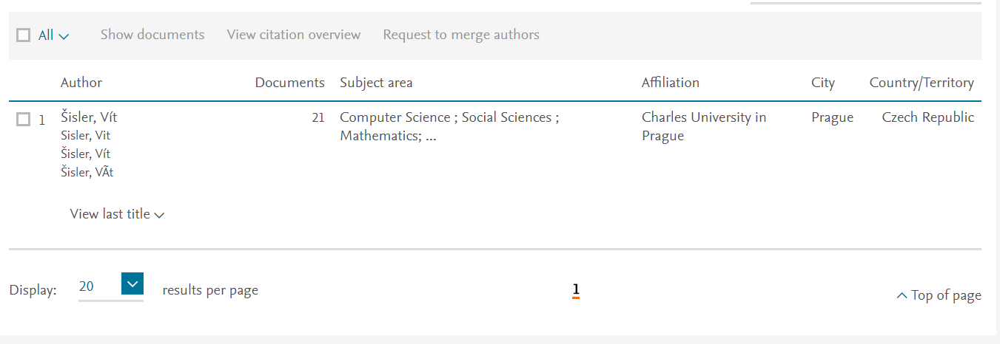 All Show documents View citation overview Request to merge authors
Author Documents Subject area Affiliation City Country/Territory
1 Šisler, Vít 21 Computer Science ; Social Sciences ; Charles University in Prague Czech Republic
Sisler, Vit Mathematics; ... Prague
Šisler, Vít
Šisler, VÃt
View last title
Display: 20 results per page 1 Top of page